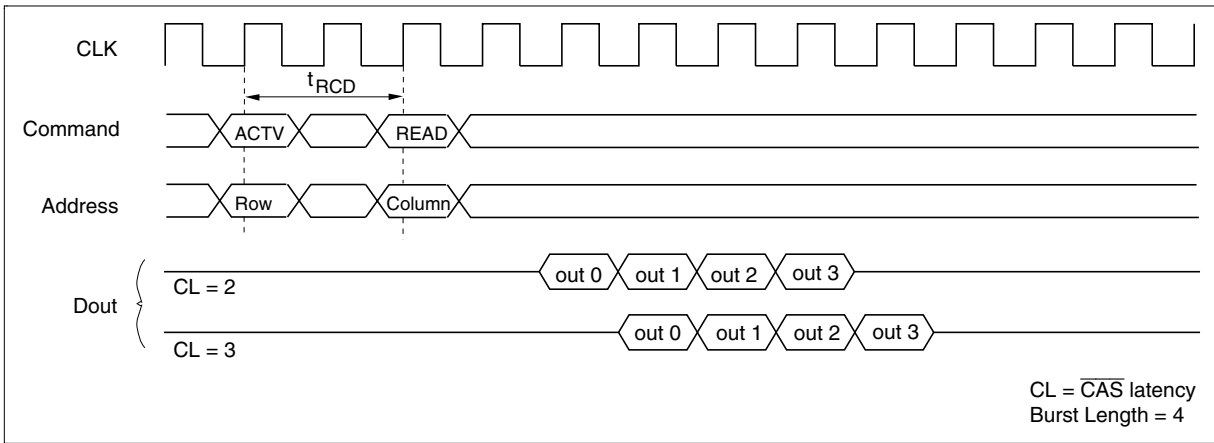 CLK
tRCD
Command
ACTV
READ
Address
Row
Column
Dout
CL = 2
out 0 out 1 out 2 out 3
CL = 3
out 0 out 1 out 2 out 3
CL = C̅A̅S̅ latency
Burst Length = 4